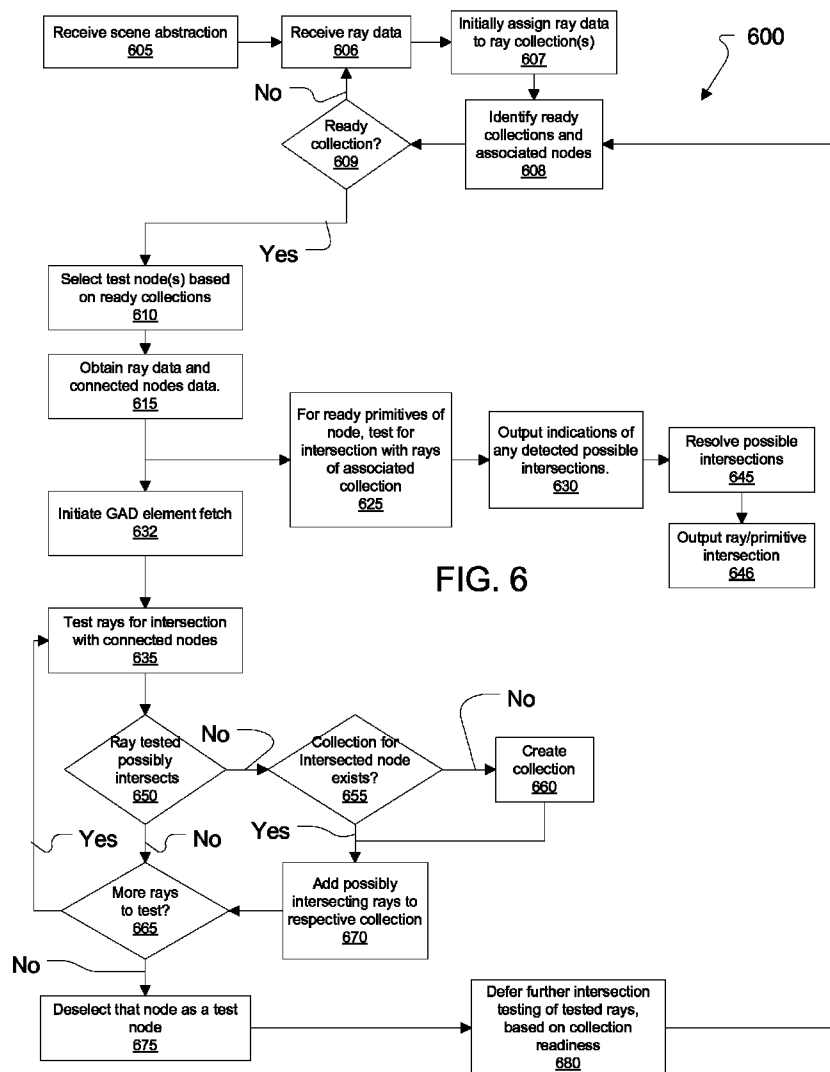 Receive scene abstraction
605
Receive ray data
606
Initially assign ray data
to ray collection(s)
607
600
No
Ready
collection?
609
Identify ready
collections and
associated nodes
608
Yes
Select test node(s) based
on ready collections
610
Obtain ray data and
connected nodes data.
615
For ready primitives of
node, test for
intersection with rays
of associated
collection
625
Output indications of
any detected possible
intersections.
630
Resolve possible
intersections
645
Initiate GAD element fetch
632
Output ray/primitive
intersection
646
FIG. 6
Test rays for intersection
with connected nodes
635
Ray tested
possibly
intersects
650
No
Collection for
Intersected node
exists?
655
No
Create
collection
660
Yes
No
Yes
More rays
to test?
665
Add possibly
intersecting rays to
respective collection
670
No
Deselect that node as a test
node
675
Defer further intersection
testing of tested rays,
based on collection
readiness
680